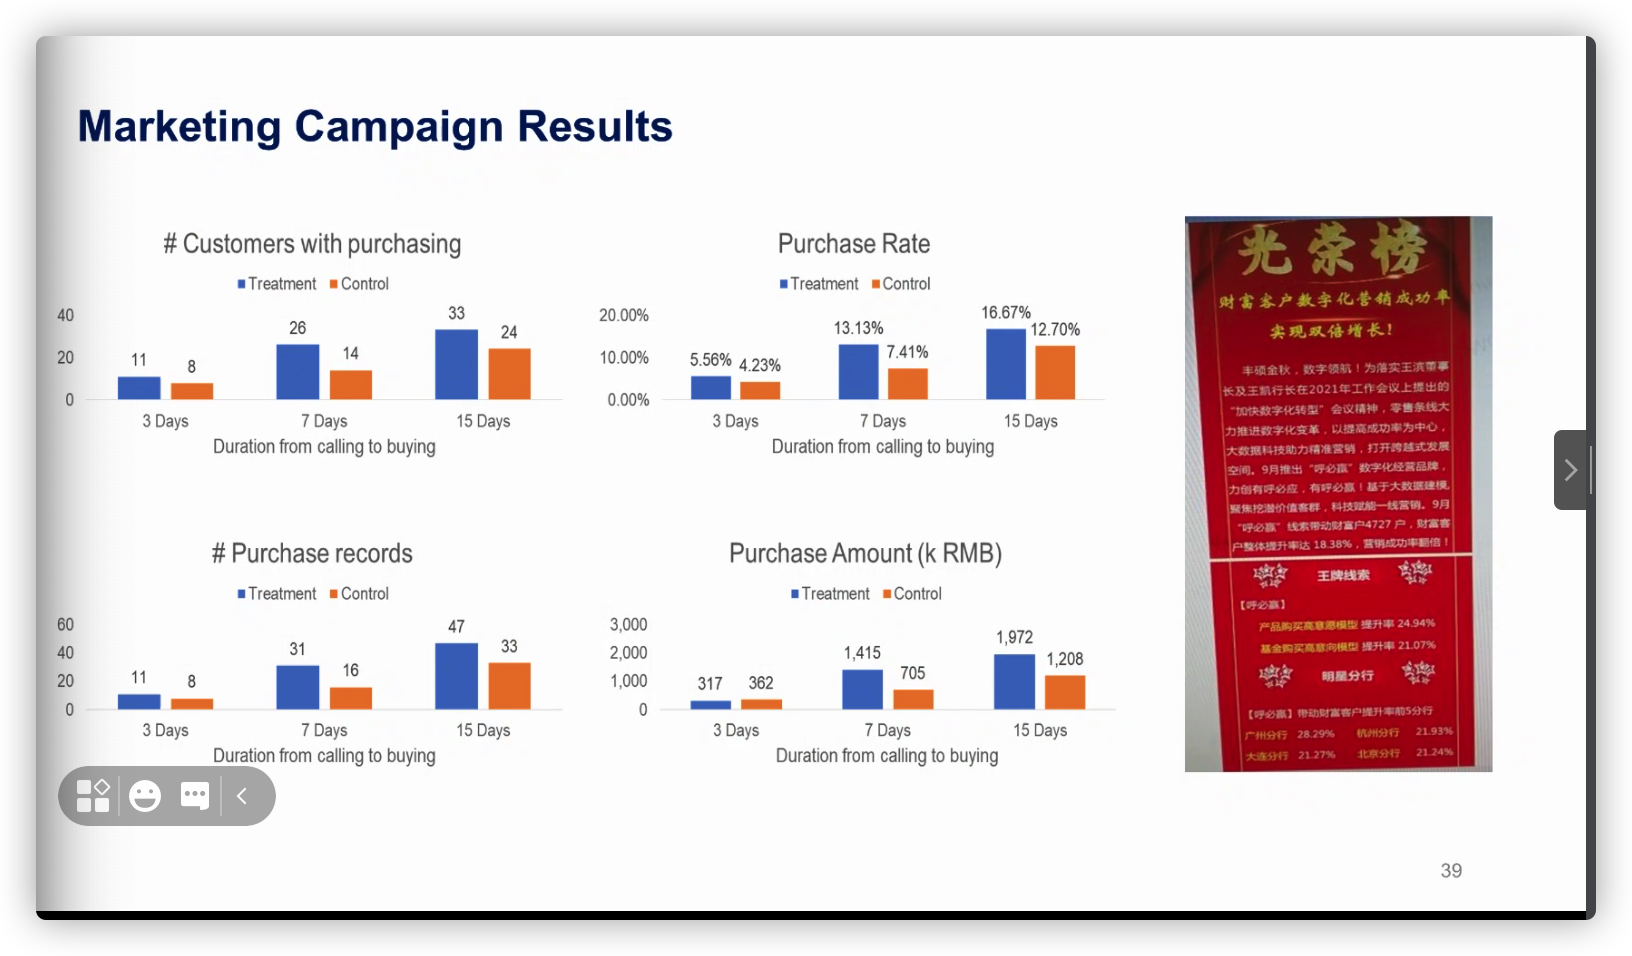 Marketing Campaign Results
# Customers with purchasing
Treatment Control
40
20
0
11
8
26
14
33
24
3 Days
7 Days
15 Days
Duration from calling to buying
Purchase Rate
Treatment Control
20.00%
10.00%
0.00%
5.56%
4.23%
13.13%
7.41%
16.67%
12.70%
3 Days
7 Days
15 Days
Duration from calling to buying
# Purchase records
Treatment Control
60
40
20
0
11
8
31
16
47
33
3 Days
7 Days
15 Days
Duration from calling to buying
Purchase Amount (k RMB)
Treatment Control
3,000
2,000
1,000
0
317
362
1,415
705
1,972
1,208
3 Days
7 Days
15 Days
Duration from calling to buying
光荣榜
财富客户数字化营销成功率
实现双倍增长！
丰硕金秋，数字领航！为落实王滨董事
长及王凯行长在2021年工作会议上提出的
“加快数字化转型”会议精神，零售条线大
力推进数字化变革，以提高成功率为中心，
大数据科技助力精准营销，打开跨越式发展
空间。9月推出“呼必赢”数字化经营品牌，
力创有呼必应，有呼必赢！基于大数据建模，
聚焦挖潜价值客群，科技赋能一线营销。9月
“呼必赢”线索带动财富户4727户，财富客
户整体提升率达 18.38%，营销成功率翻倍！
王牌线索
【呼必赢】
产品购买高意愿模型 提升率 24.94%
基金购买高意向模型 提升率 21.07%
明星分行
【呼必赢】带动财富客户提升率前5分行
广州分行 28.29% 杭州分行 21.93%
大连分行 21.27% 北京分行 21.24%
39